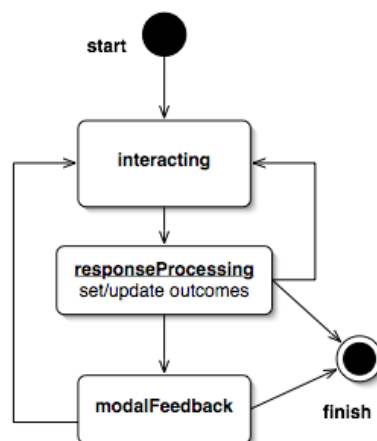 start
interacting
responseProcessing
set/update outcomes
modalFeedback
finish